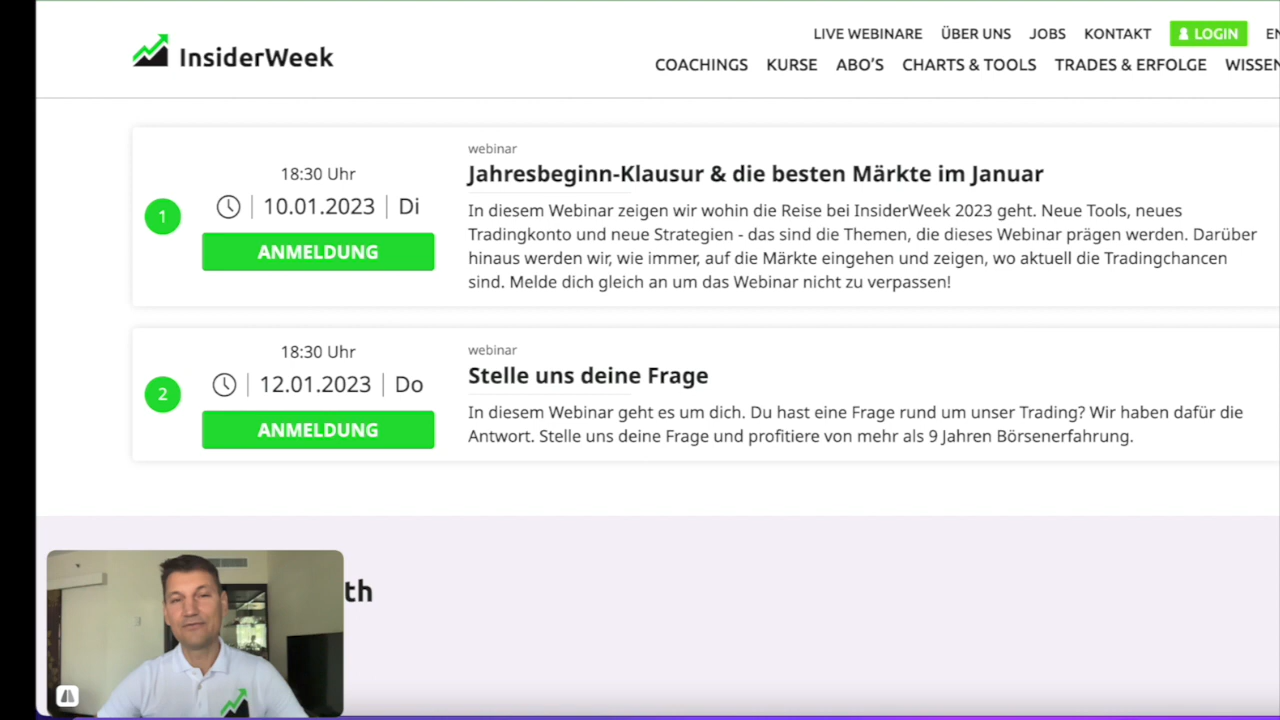 LIVE WEBINARE ÜBER UNS JOBS KONTAKT LOGIN EN
InsiderWeek
COACHINGS KURSE ABO’S CHARTS & TOOLS TRADES & ERFOLGE WISSEN
1
18:30 Uhr
10.01.2023 Di
ANMELDUNG
webinar
Jahresbeginn-Klausur & die besten Märkte im Januar
In diesem Webinar zeigen wir wohin die Reise bei InsiderWeek 2023 geht. Neue Tools, neues
Tradingkonto und neue Strategien - das sind die Themen, die dieses Webinar prägen werden. Darüber
hinaus werden wir, wie immer, auf die Märkte eingehen und zeigen, wo aktuell die Tradingchancen
sind. Melde dich gleich an um das Webinar nicht zu verpassen!
2
18:30 Uhr
12.01.2023 Do
ANMELDUNG
webinar
Stelle uns deine Frage
In diesem Webinar geht es um dich. Du hast eine Frage rund um unser Trading? Wir haben dafür die
Antwort. Stelle uns deine Frage und profitiere von mehr als 9 Jahren Börsenerfahrung.
th